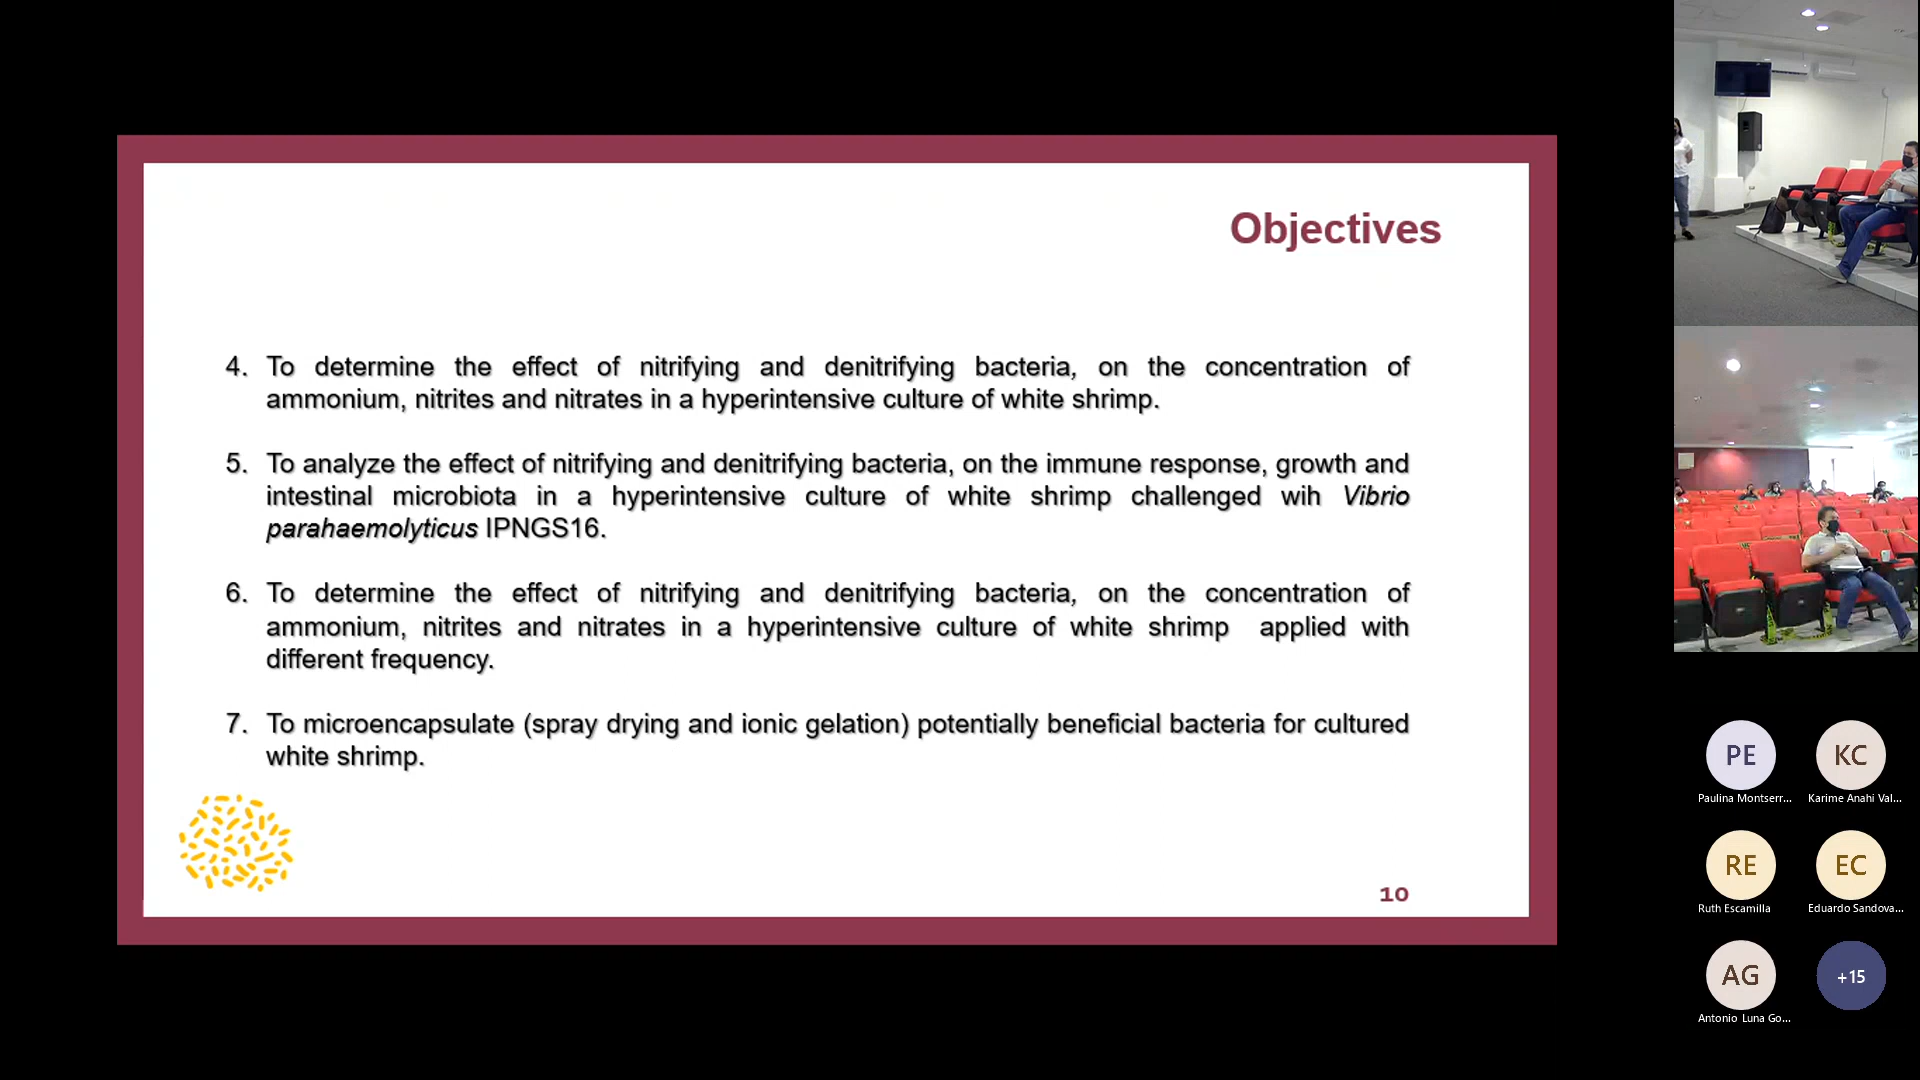 Objectives
4. To determine the effect of nitrifying and denitrifying bacteria, on the concentration of
ammonium, nitrites and nitrates in a hyperintensive culture of white shrimp.
5. To analyze the effect of nitrifying and denitrifying bacteria, on the immune response, growth and
intestinal microbiota in a hyperintensive culture of white shrimp challenged wih Vibrio
parahaemolyticus IPNGS16.
6. To determine the effect of nitrifying and denitrifying bacteria, on the concentration of
ammonium, nitrites and nitrates in a hyperintensive culture of white shrimp applied with
different frequency.
7. To microencapsulate (spray drying and ionic gelation) potentially beneficial bacteria for cultured
white shrimp.
10
PE
Paulina Montserr...
KC
Karime Anahi Val...
RE
Ruth Escamilla
EC
Eduardo Sandova...
AG
Antonio Luna Go...
+15